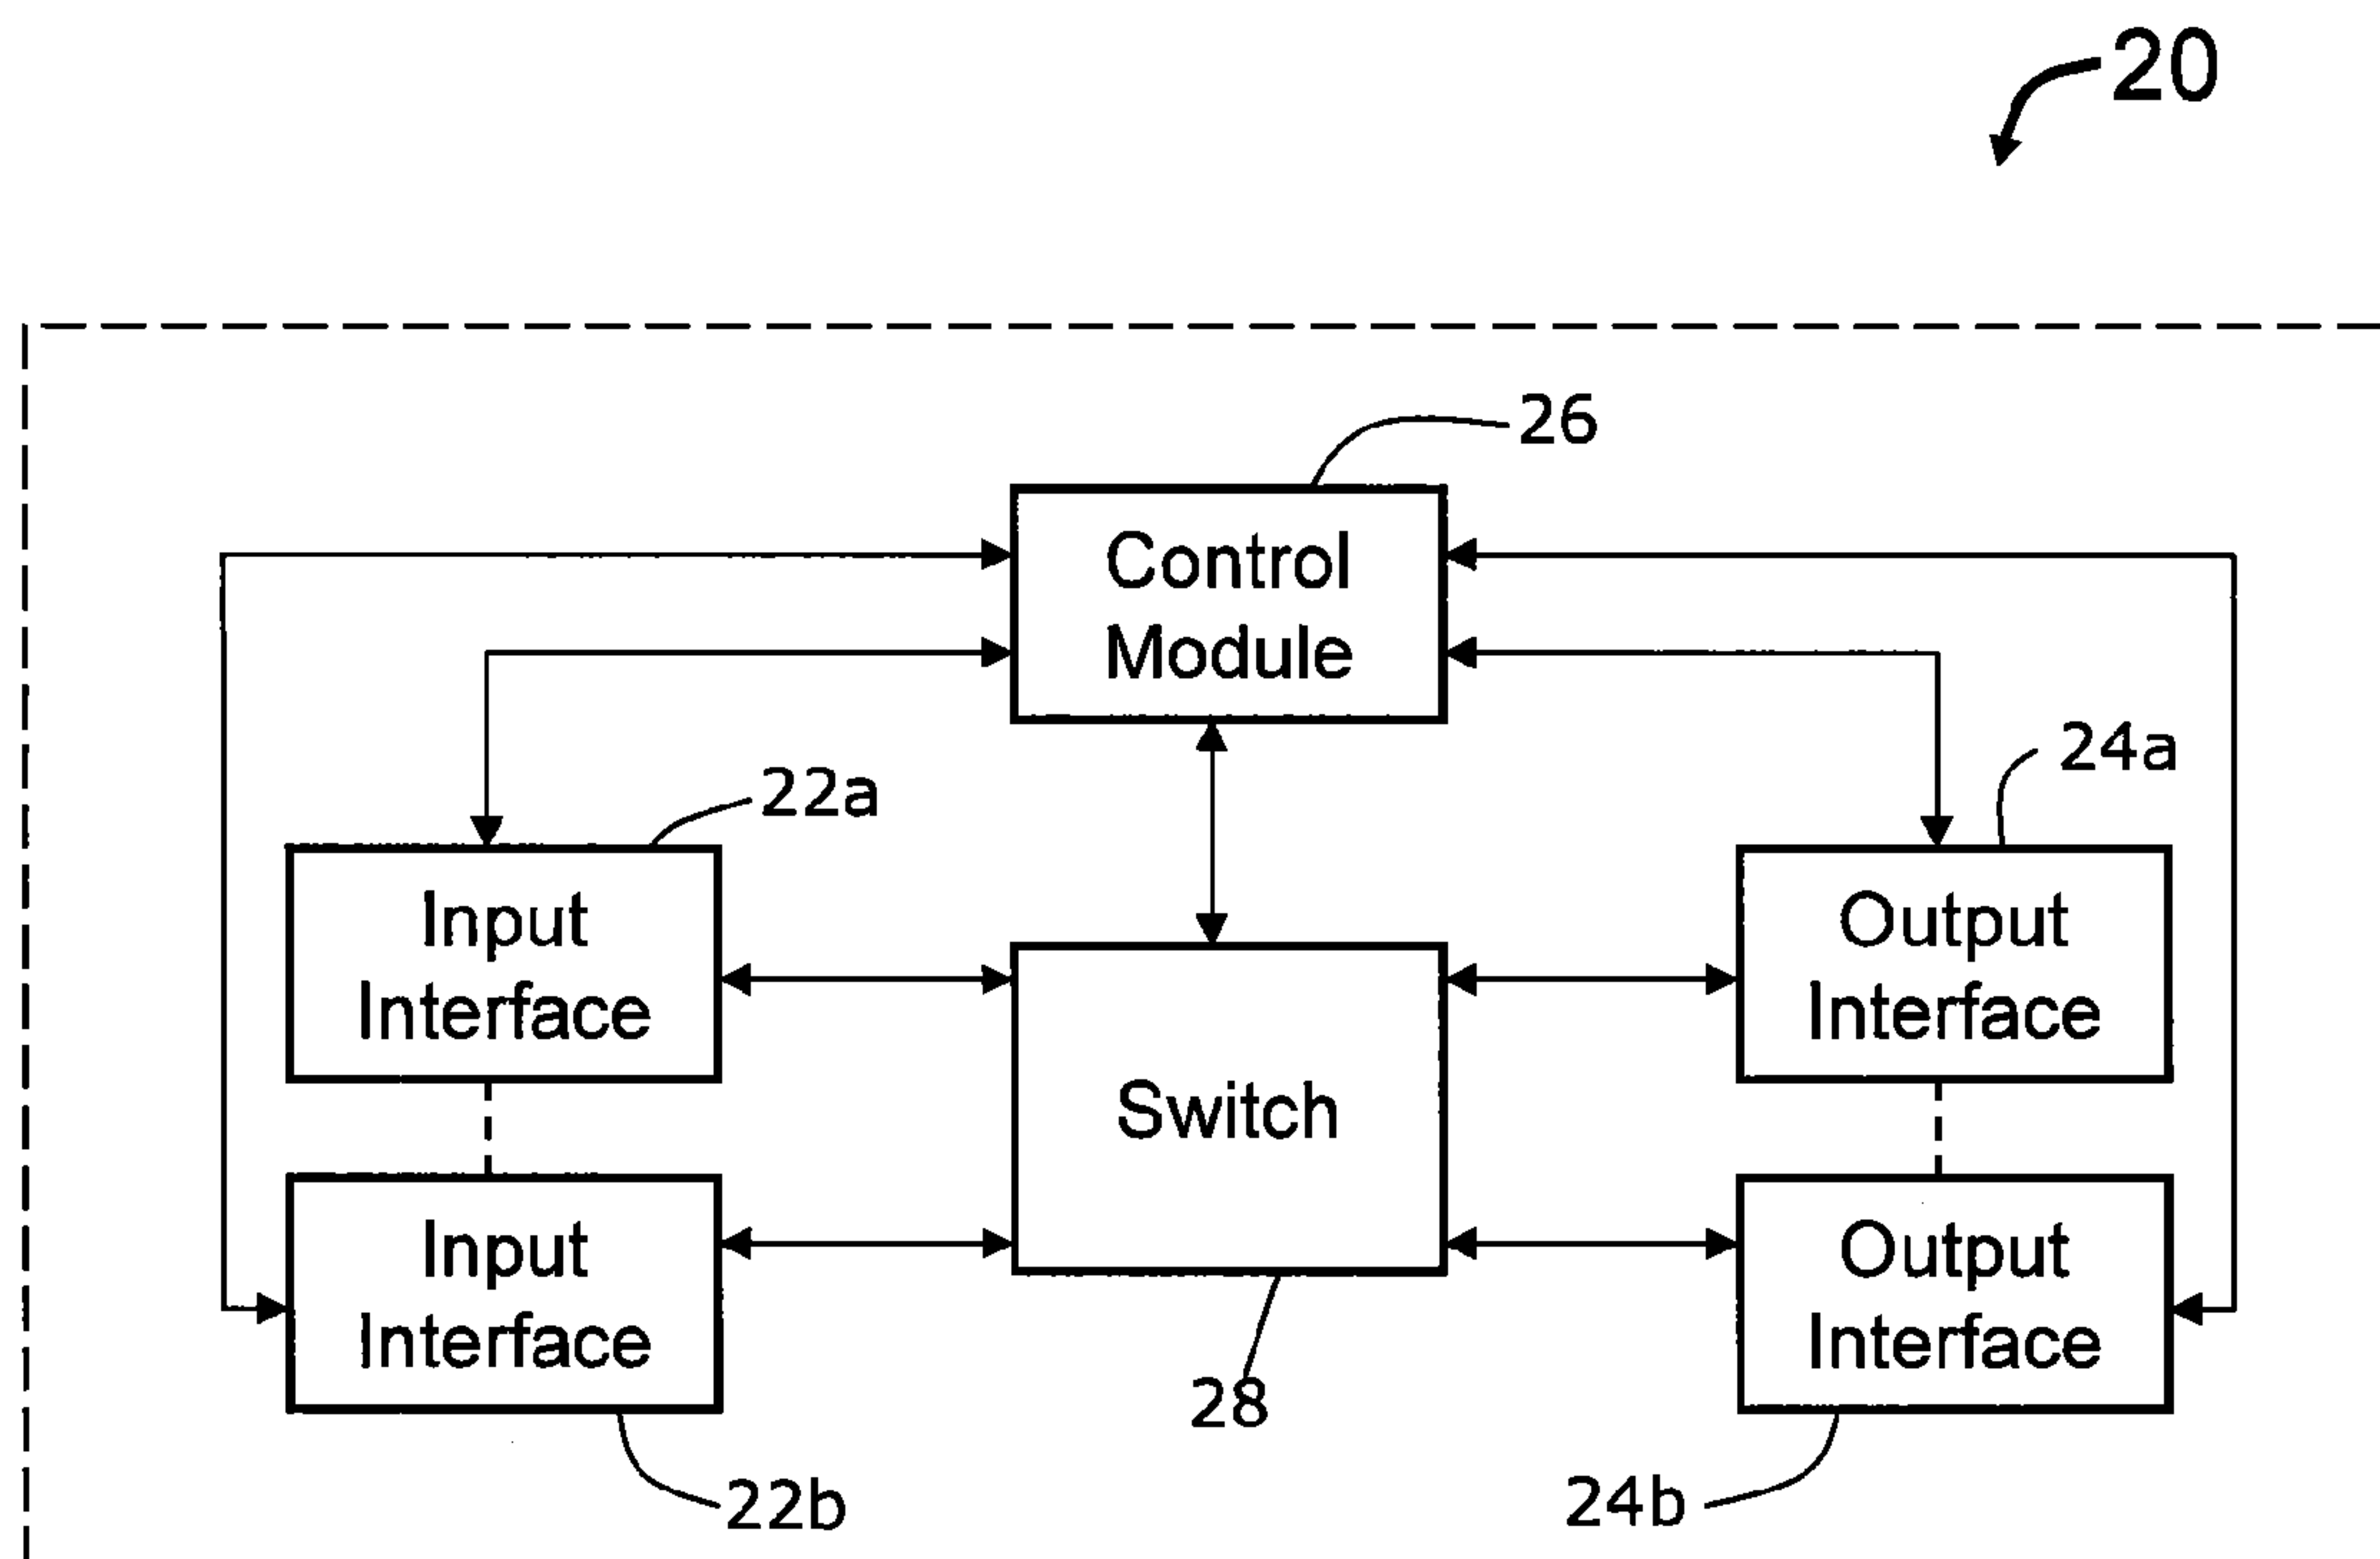 20
26
Control
Module
22a
24a
Input
Interface
Output
Interface
Switch
Input
Interface
Output
Interface
28
22b
24b